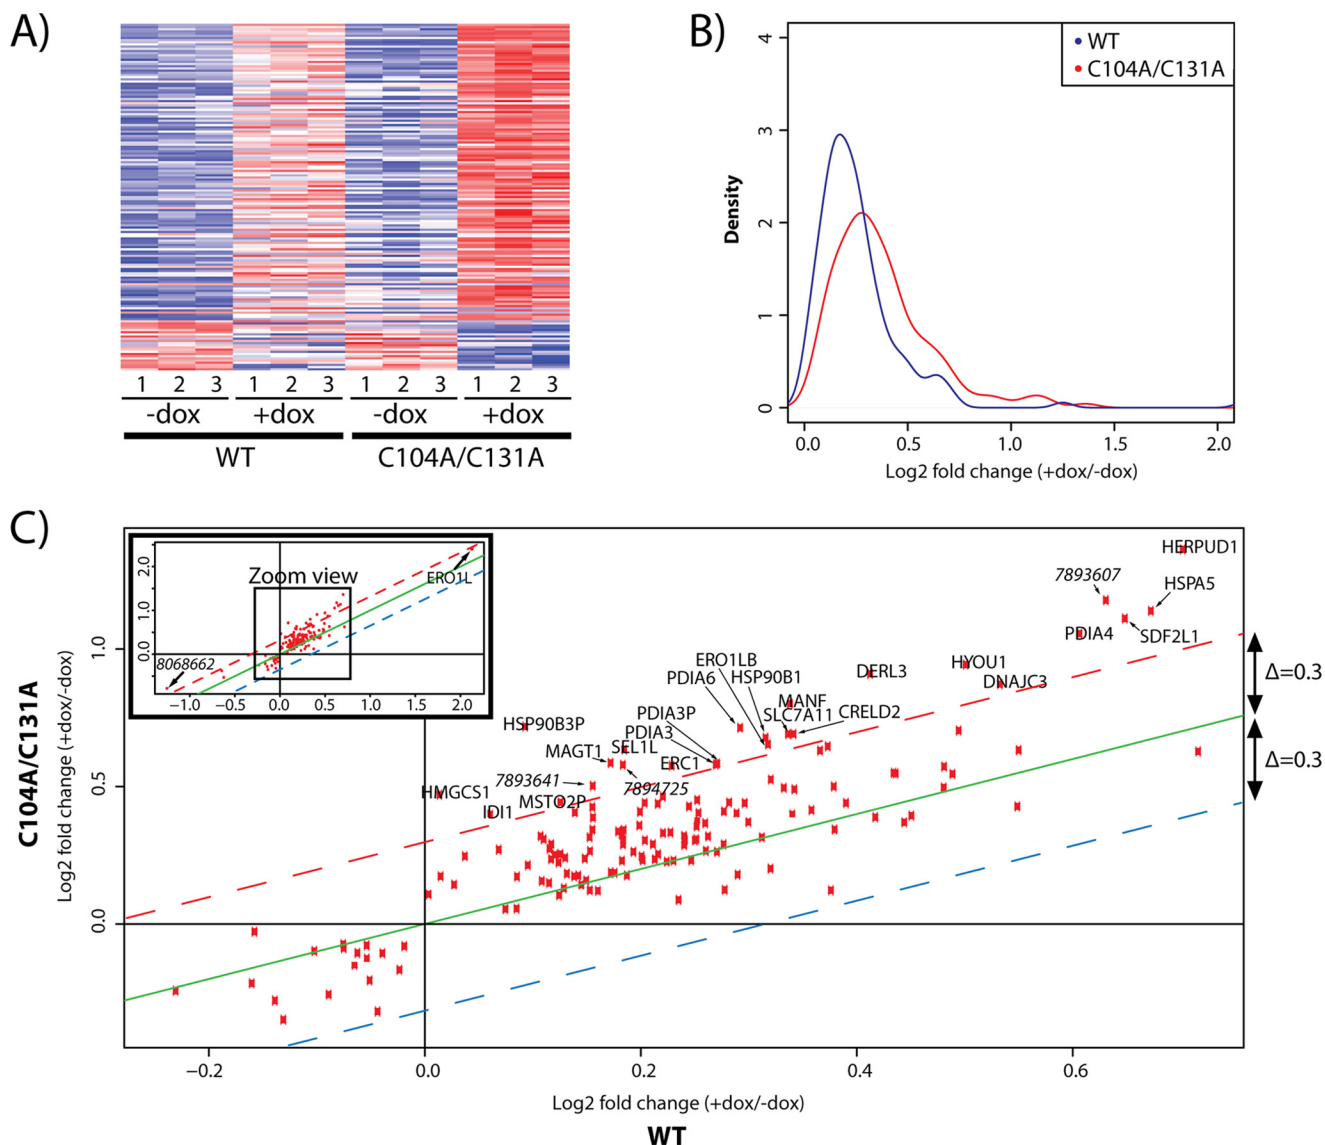 A)
1 2 3 1 2 3 1 2 3 1 2 3
-dox +dox -dox +dox
WT C104A/C131A
B)
WT
C104A/C131A
4
3
2
1
0
Density
0.0 0.5 1.0 1.5 2.0
Log2 fold change (+dox/-dox)
C)
2.0
1.0
0.0
Zoom view
ERO1L
8068662
−1.0 −0.5 0 0.5 1.0 1.5 2.0
HERPUD1
7893607
HSPA5
PDIA4
SDF2L1
ERO1LB
PDIA6
HSP90B1
DERL3
HYOU1
DNAJC3
MANF
SLC7A11
CRELD2
HSP90B3P
PDIA3P
PDIA3
MAGT1
SEL1L
ERC1
7893641
7894725
HMGCS1
MSTO2P
IDI1
Δ=0.3
Δ=0.3
1.0
0.5
0.0
C104A/C131A
Log2 fold change (+dox/-dox)
−0.2 0.0 0.2 0.4 0.6
Log2 fold change (+dox/-dox)
WT